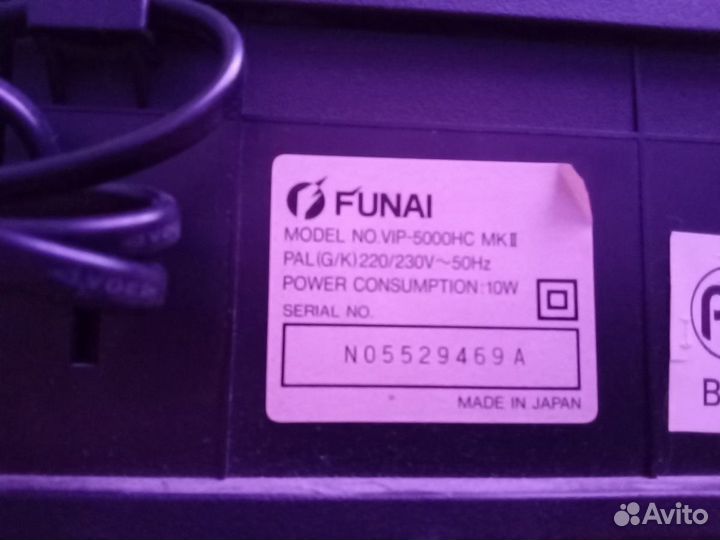 FUNAI
MODEL NO. VIP-5000HC MKⅡ
PAL(G/K)220/230V~50Hz
POWER CONSUMPTION:10W
SERIAL NO.
N05529469A
MADE IN JAPAN
Avito